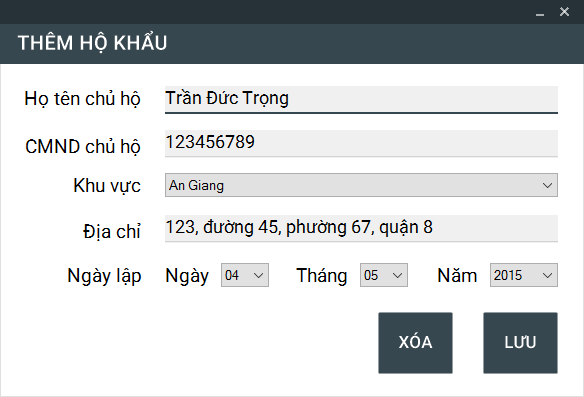 THÊM HỘ KHẨU
Họ tên chủ hộ Trần Đức Trọng
CMND chủ hộ 123456789
Khu vực An Giang
Địa chỉ 123, đường 45, phường 67, quận 8
Ngày lập Ngày 04 Tháng 05 Năm 2015
XÓA LƯU